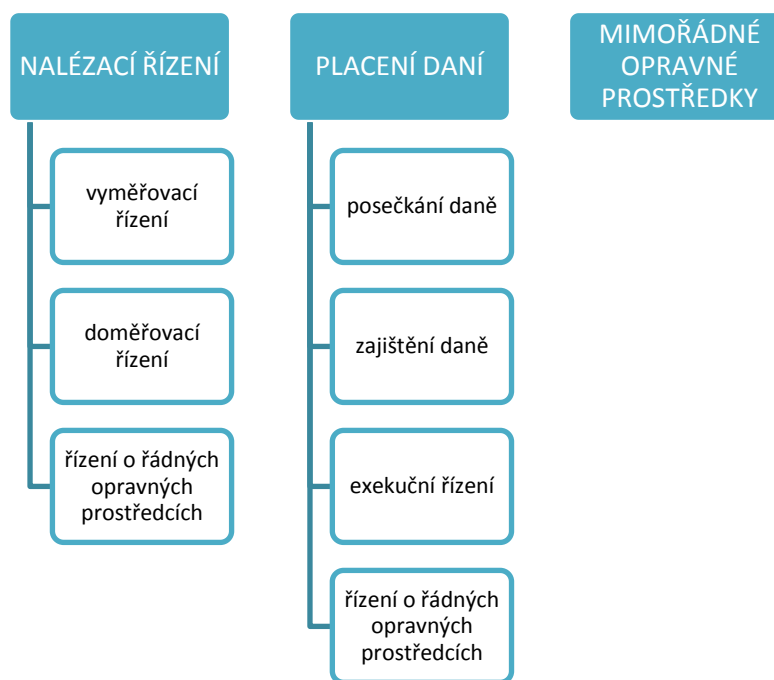 NALÉZACÍ ŘÍZENÍ
vyměřovací
řízení
doměřovací
řízení
řízení o řádných
opravných
prostředcích
PLACENÍ DANÍ
posečkání daně
zajištění daně
exekuční řízení
řízení o řádných
opravných
prostředcích
MIMOŘÁDNÉ
OPRAVNÉ
PROSTŘEDKY